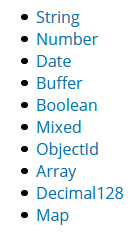 String
Number
Date
Buffer
Boolean
Mixed
ObjectId
Array
Decimal128
Map